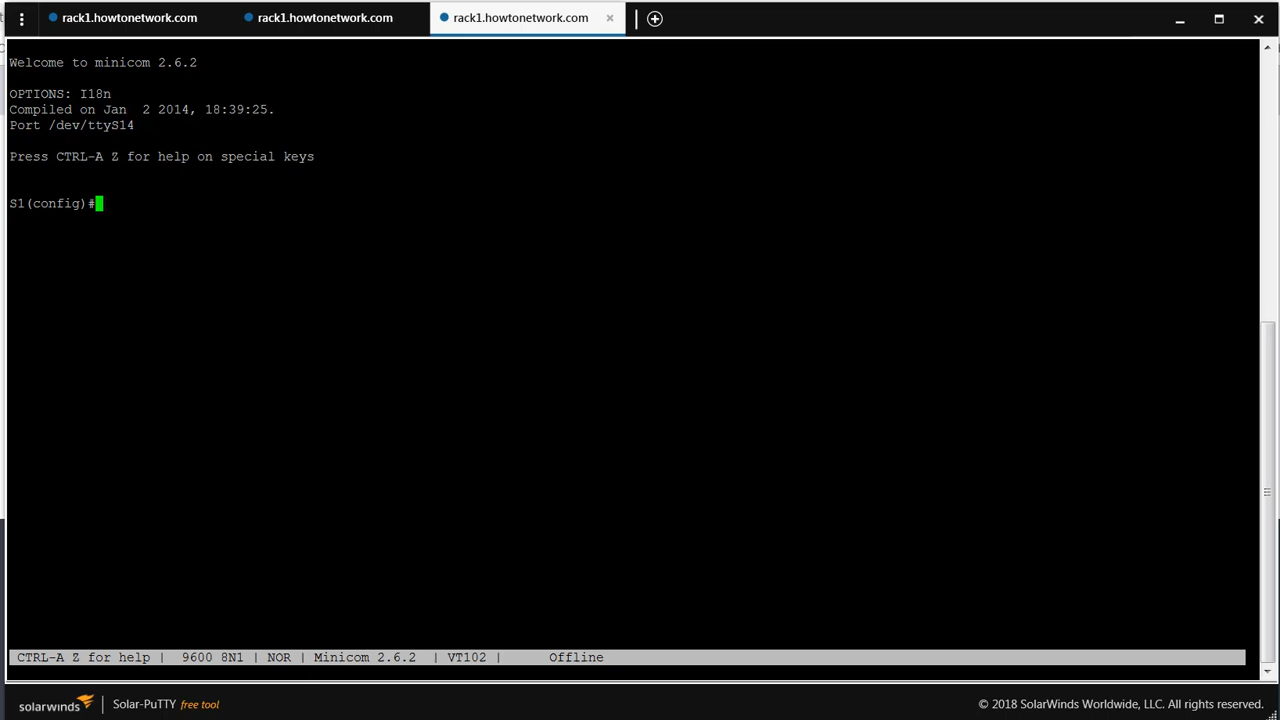 rack1.howtonetwork.com
rack1.howtonetwork.com
rack1.howtonetwork.com
Welcome to minicom 2.6.2
OPTIONS: I18n
Compiled on Jan  2 2014, 18:39:25.
Port /dev/ttyS14
Press CTRL-A Z for help on special keys
S1(config)#
CTRL-A Z for help |  9600 8N1 | NOR | Minicom 2.6.2  | VT102 |      Offline
solarwinds Solar-PuTTY free tool © 2018 SolarWinds Worldwide, LLC. All rights reserved.